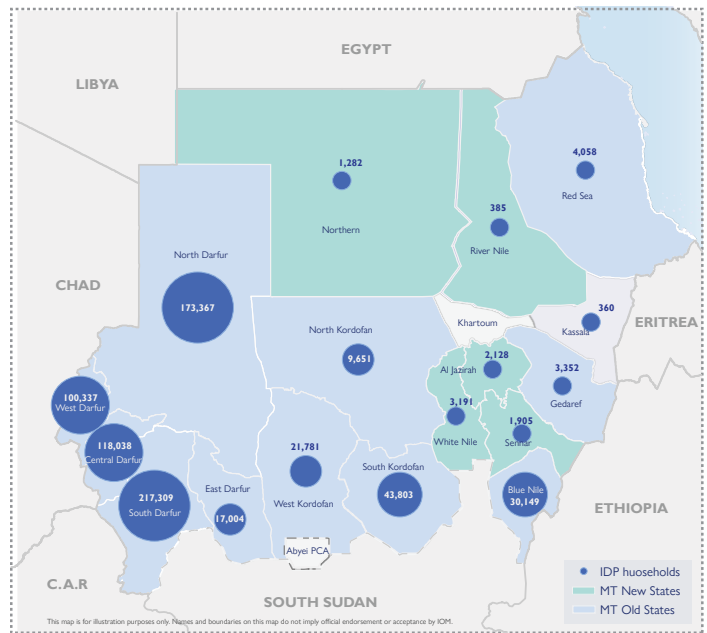 EGYPT
LIBYA
4,058
Red Sea
1,282
Northern
385
River Nile
North Darfur
173,367
CHAD
North Kordofan
9,651
Khartoum
360
Kassala
ERITREA
Al Jazirah
2,128
3,352
Gedaref
100,337
West Darfur
3,191
White Nile
1,905
Sennar
118,038
Central Darfur
21,781
West Kordofan
South Kordofan
43,803
217,309
South Darfur
East Darfur
17,004
Blue Nile
30,149
ETHIOPIA
Abyei PCA
C.A.R
SOUTH SUDAN
IDP huoseholds
MT New States
MT Old States
This map is for illustration purposes only. Names and boundaries on this map do not imply official endorsement or acceptance by IOM.